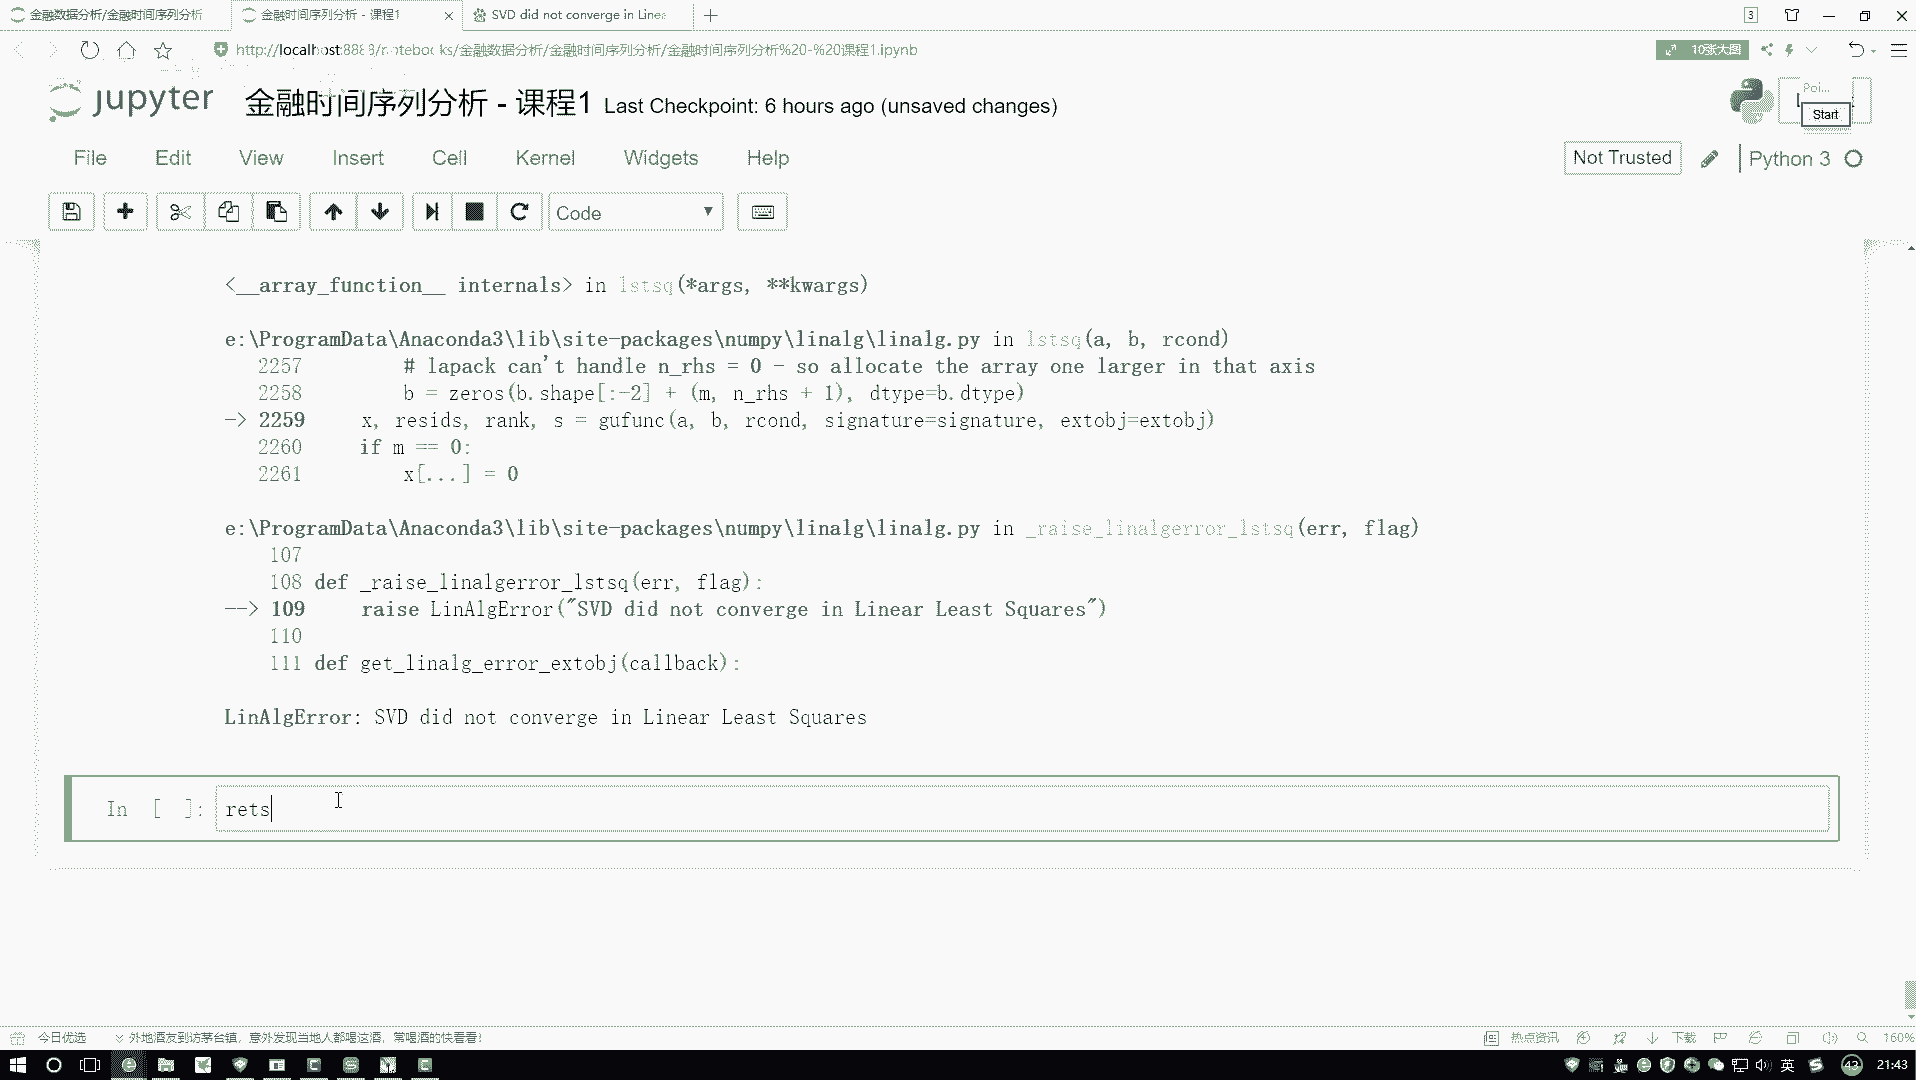 金融数据分析/金融时间序列分析
金融时间序列分析 - 课程1
SVD did not converge in Linea
3
/金融数据分析/金融时间序列分析/金融时间序列分析%20-%20课程1.ipynb
10张大图
jupyter
金融时间序列分析 - 课程1 Last Checkpoint: 6 hours ago (unsaved changes)
Poi...
Start
File Edit View Insert Cell Kernel Widgets Help
Not Trusted
Python 3
Code
<__array_function__ internals> in lstsq(*args, **kwargs)
e:\ProgramData\Anaconda3\lib\site-packages\numpy\linalg\linalg.py in lstsq(a, b, rcond)
2257 # lapack can't handle n_rhs = 0 - so allocate the array one larger in that axis
2258 b = zeros(b.shape[:-2] + (m, n_rhs + 1), dtype=b.dtype)
-> 2259 x, resids, rank, s = gufunc(a, b, rcond, signature=signature, extobj=extobj)
2260 if m == 0:
2261 x[...] = 0
e:\ProgramData\Anaconda3\lib\site-packages\numpy\linalg\linalg.py in _raise_linalgerror_lstsq(err, flag)
107
108 def _raise_linalgerror_lstsq(err, flag):
--> 109 raise LinAlgError("SVD did not converge in Linear Least Squares")
110
111 def get_linalg_error_extobj(callback):
LinAlgError: SVD did not converge in Linear Least Squares
In [ ]: rets
今日优选
外地酒友到访茅台镇，意外发现当地人都喝这酒，常喝酒的快看看!
热点资讯
下载
160%
英
43
21:43